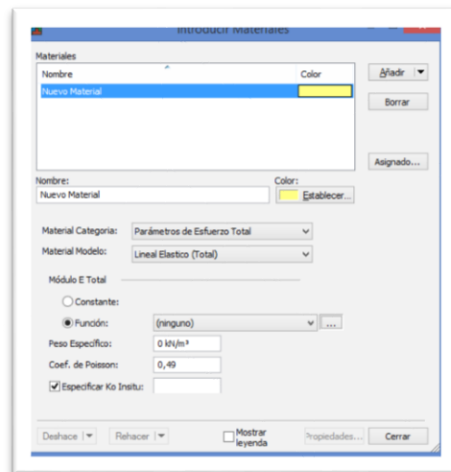 Introducir Materiales
Materiales
Nombre Color
Nuevo Material
Añadir
Borrar
Asignado...
Nombre: Color:
Nuevo Material Establecer...
Material Categoria: Parámetros de Esfuerzo Total
Material Modelo: Lineal Elastico (Total)
Módulo E Total
Constante:
Función: (ninguno) ...
Peso Específico: 0 kN/m³
Coef. de Poisson: 0,49
Especificar Ko Insitu:
Deshace Rehacer Mostrar leyenda Propiedades... Cerrar